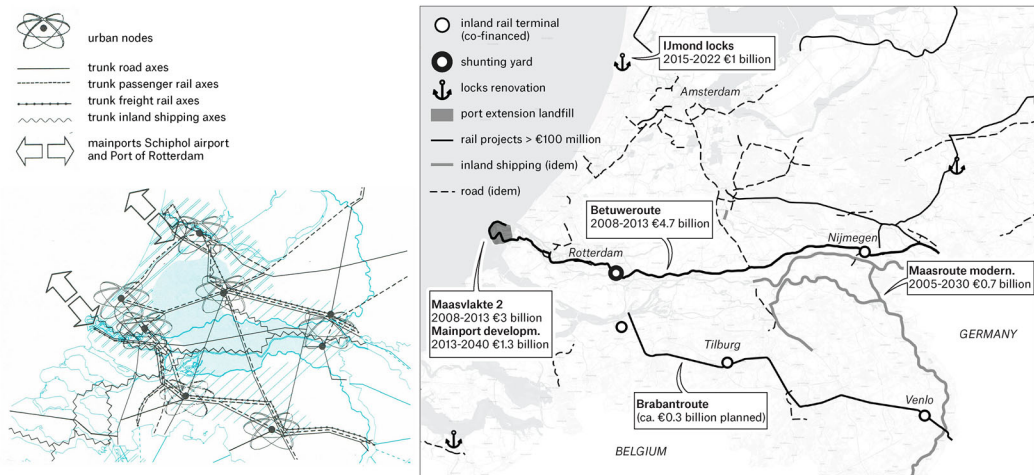 urban nodes
trunk road axes
trunk passenger rail axes
trunk freight rail axes
trunk inland shipping axes
mainports Schiphol airport
and Port of Rotterdam
inland rail terminal
(co-financed)
shunting yard
locks renovation
port extension landfill
rail projects > €100 million
inland shipping (idem)
road (idem)
IJmond locks
2015-2022 €1 billion
Amsterdam
Betuweroute
2008-2013 €4.7 billion
Nijmegen
Rotterdam
Maasroute modern.
2005-2030 €0.7 billion
Maasvlakte 2
2008-2013 €3 billion
Mainport developm.
2013-2040 €1.3 billion
GERMANY
Tilburg
Brabantroute
(ca. €0.3 billion planned)
Venlo
BELGIUM